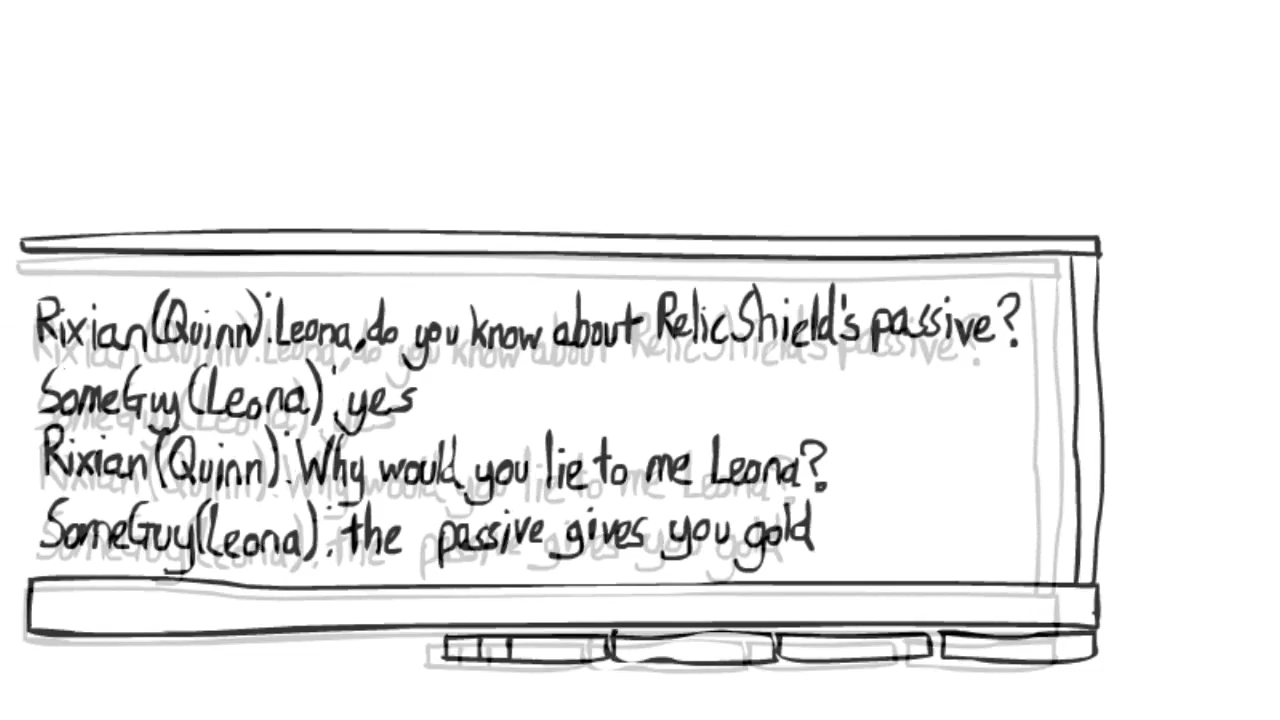 Rixian(Quinn):Leona,do you know about RelicShield's passive?
SomeGuy(Leona):yes
Rixian(Quinn):Why would you lie to me Leona?
SomeGuy(Leona):the passive gives you gold